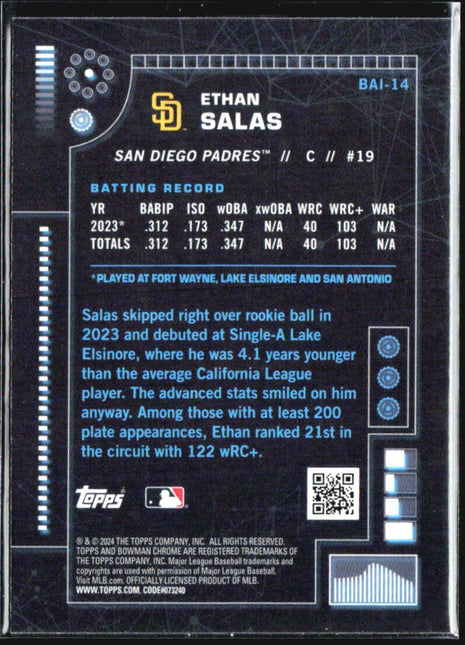 BAI-14
SD
ETHAN
SALAS
SAN DIEGO PADRES™ // C // #19
BATTING RECORD
YR BABIP ISO wOBA xwOBA WRC WRC+ WAR
2023* .312 .173 .347 N/A 40 103 N/A
TOTALS .312 .173 .347 N/A 40 103 N/A
*PLAYED AT FORT WAYNE, LAKE ELSINORE AND SAN ANTONIO
Salas skipped right over rookie ball in
2023 and debuted at Single-A Lake
Elsinore, where he was 4.1 years younger
than the average California League
player. The advanced stats smiled on him
anyway. Among those with at least 200
plate appearances, Ethan ranked 21st in
the circuit with 122 wRC+.
Topps
® & © 2024 THE TOPPS COMPANY, INC. ALL RIGHTS RESERVED.
TOPPS AND BOWMAN CHROME ARE REGISTERED TRADEMARKS OF
THE TOPPS COMPANY, INC. Major League Baseball trademarks and
copyrights are used with permission of Major League Baseball.
Visit MLB.com. OFFICIALLY LICENSED PRODUCT OF MLB.
WWW.TOPPS.COM. CODE#073240